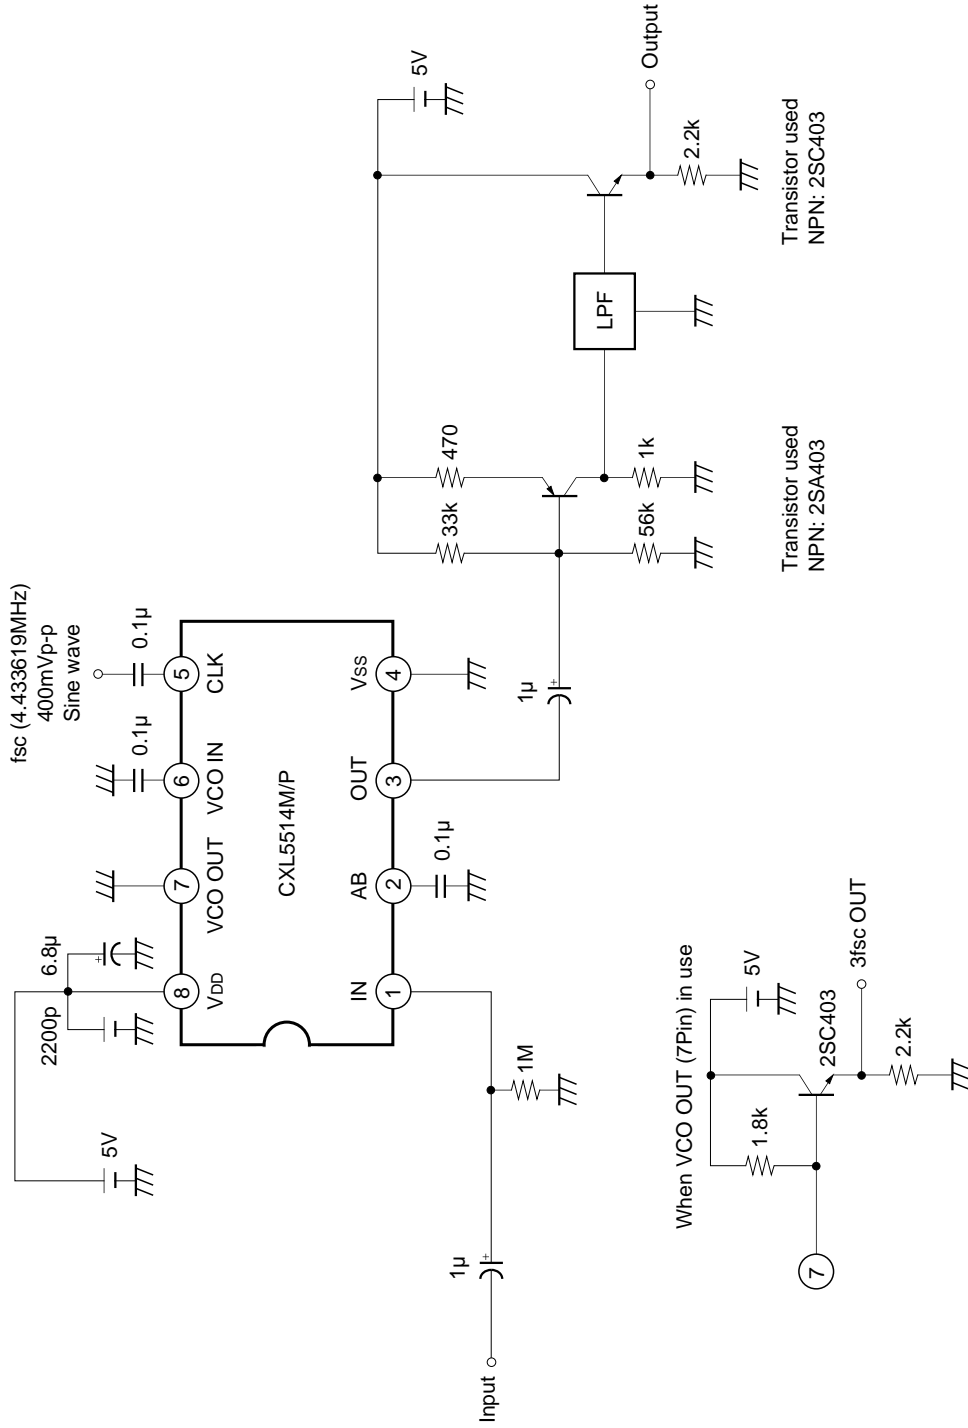 fsc (4.433619MHz)
400mVp-p
Sine wave
5V
2200p
6.8µ
0.1µ
0.1µ
8
7
6
5
VDD
VCO OUT
VCO IN
CLK
CXL5514M/P
IN
AB
OUT
VSS
1
2
3
4
Input
1µ
1M
0.1µ
1µ
33k
470
56k
1k
LPF
5V
Output
2.2k
Transistor used
NPN: 2SA403
Transistor used
NPN: 2SC403
When VCO OUT (7Pin) in use
7
1.8k
5V
2SC403
3fsc OUT
2.2k